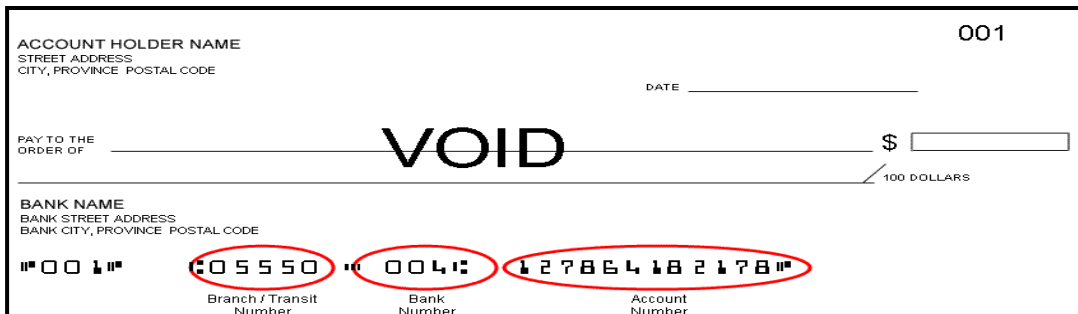 001
ACCOUNT HOLDER NAME
STREET ADDRESS
CITY, PROVINCE POSTAL CODE
DATE
PAY TO THE
ORDER OF
VOID
$
100 DOLLARS
BANK NAME
BANK STREET ADDRESS
BANK CITY, PROVINCE POSTAL CODE
⑈001⑈ ⑆05550⑉ 004⑆ 127864182178⑈
Branch / Transit Number
Bank Number
Account Number